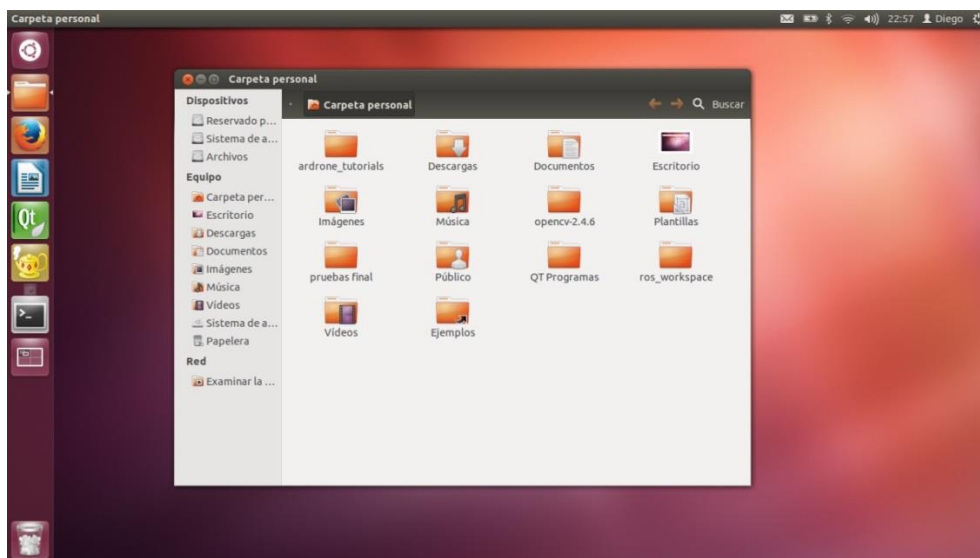 Carpeta personal
22:57 Diego
Carpeta personal
Dispositivos
Reservado p...
Sistema de a...
Archivos
Equipo
Carpeta per...
Escritorio
Descargas
Documentos
Imágenes
Música
Vídeos
Sistema de a...
Papelera
Red
Examinar la ...
Carpeta personal
Buscar
ardrone_tutorials Descargas Documentos Escritorio
Imágenes Música opencv-2.4.6 Plantillas
pruebas final Público QT Programas ros_workspace
Vídeos Ejemplos
Qt
>_